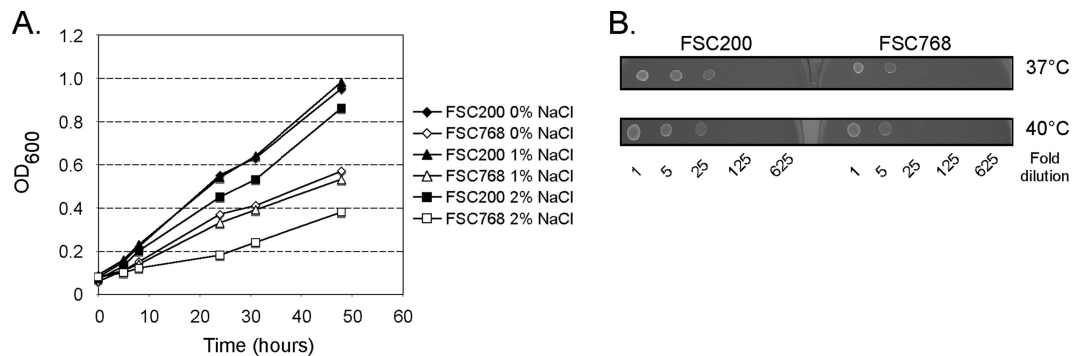 A.
1.2
1.0
0.8
0.6
0.4
0.2
0
OD600
0 10 20 30 40 50 60
Time (hours)
FSC200 0% NaCl
FSC768 0% NaCl
FSC200 1% NaCl
FSC768 1% NaCl
FSC200 2% NaCl
FSC768 2% NaCl
B.
FSC200 FSC768
37°C
40°C
1 5 25 125 625 1 5 25 125 625
Fold
dilution